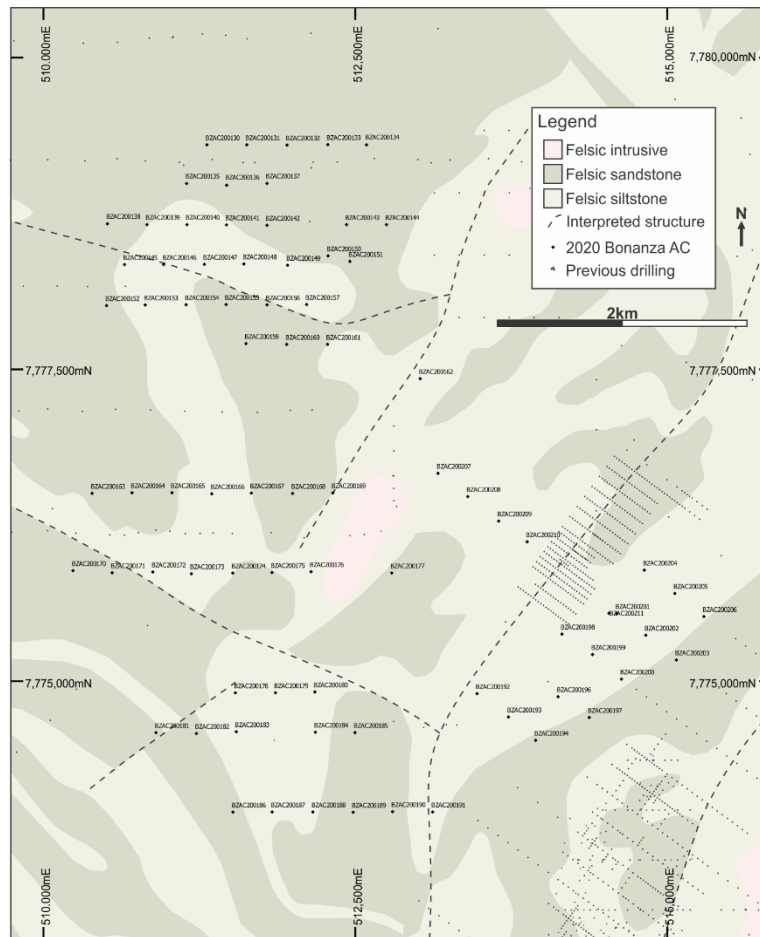 510,000mE
512,500mE
515,000mE
7,780,000mN
7,780,000mN
Legend
Felsic intrusive
Felsic sandstone
Felsic siltstone
Interpreted structure
2020 Bonanza AC
Previous drilling
N
2km
BZAC200130 BZAC200131 BZAC200132 BZAC200133 BZAC200134
BZAC200135 BZAC200136 BZAC200137
BZAC200138 BZAC200139 BZAC200140 BZAC200141 BZAC200142 BZAC200143 BZAC200144
BZAC200145 BZAC200146 BZAC200147 BZAC200148 BZAC200149 BZAC200150 BZAC200151
BZAC200152 BZAC200153 BZAC200154 BZAC200155 BZAC200156 BZAC200157
BZAC200159 BZAC200160 BZAC200161
7,777,500mN
7,777,500mN
BZAC200162
BZAC200207
BZAC200208
BZAC200209
BZAC200210
BZAC200163 BZAC200164 BZAC200165 BZAC200166 BZAC200167 BZAC200168 BZAC200169
BZAC200170 BZAC200171 BZAC200172 BZAC200173 BZAC200174 BZAC200175 BZAC200176 BZAC200177
BZAC200204
BZAC200205
BZAC200206
BZAC200201
BZAC200211
BZAC200198
BZAC200202
BZAC200199
BZAC200203
7,775,000mN
7,775,000mN
BZAC200200
BZAC200178 BZAC200179 BZAC200180
BZAC200192
BZAC200196
BZAC200193
BZAC200197
BZAC200181 BZAC200182 BZAC200183 BZAC200184 BZAC200185
BZAC200194
BZAC200186 BZAC200187 BZAC200188 BZAC200189 BZAC200190 BZAC200191
510,000mE
512,500mE
515,000mE